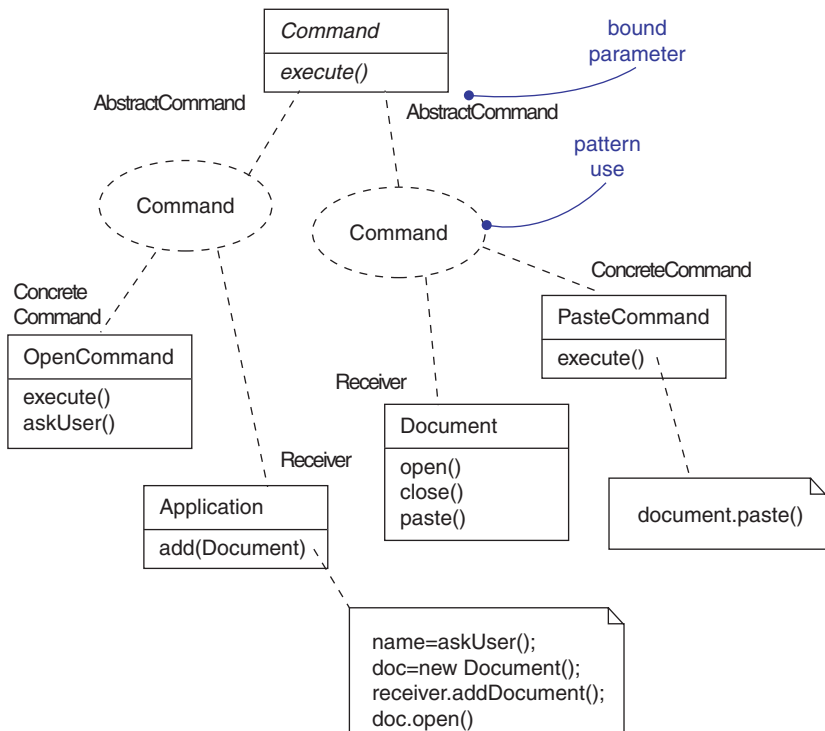 Command
execute()
bound
parameter
AbstractCommand
AbstractCommand
pattern
use
Command
Command
ConcreteCommand
Concrete
Command
PasteCommand
execute()
OpenCommand
execute()
askUser()
Receiver
Document
open()
close()
paste()
Receiver
Application
add(Document)
document.paste()
name=askUser();
doc=new Document();
receiver.addDocument();
doc.open()